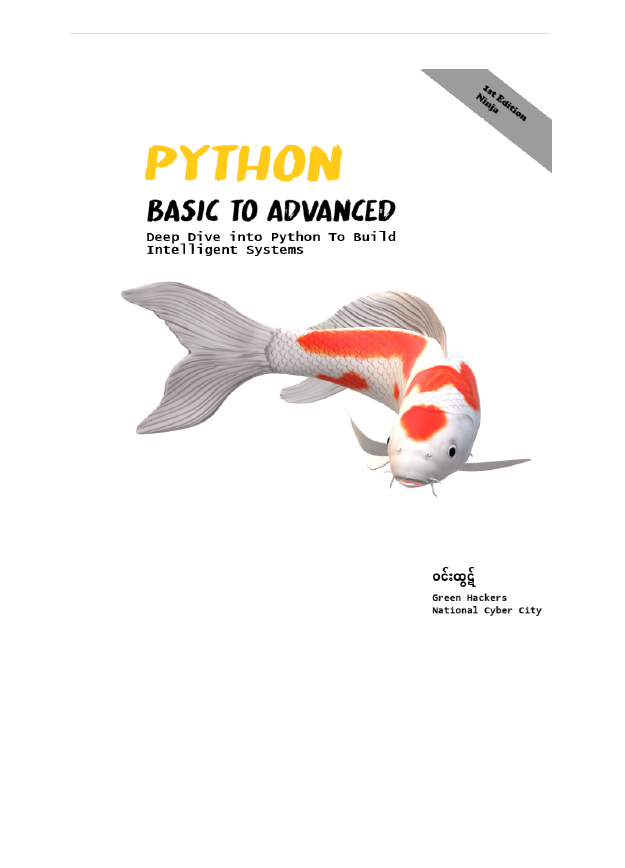 1st Edition
Ninja
PYTHON
BASIC TO ADVANCED
Deep Dive into Python To Build
Intelligent Systems
ဝင်းထွဋ်
Green Hackers
National Cyber City